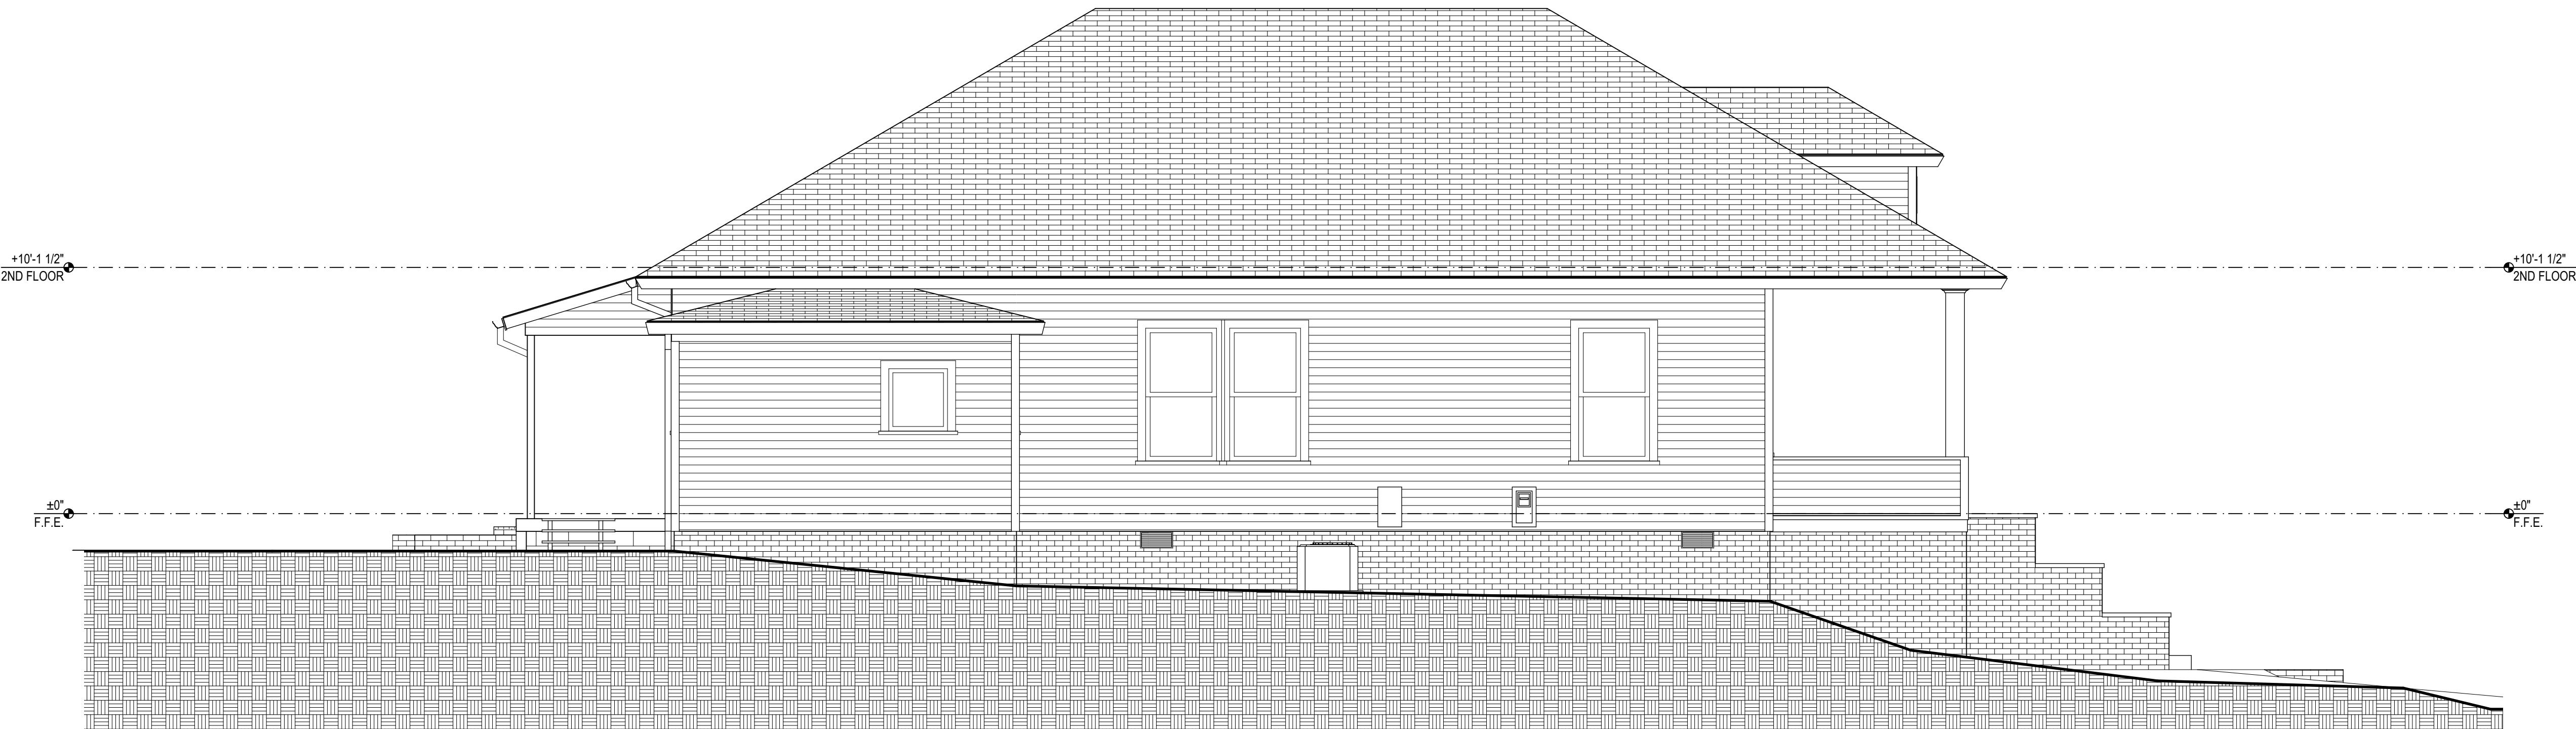 +10'-1 1/2"
2ND FLOOR
+10'-1 1/2"
2ND FLOOR
±0"
F.F.E.
±0"
F.F.E.